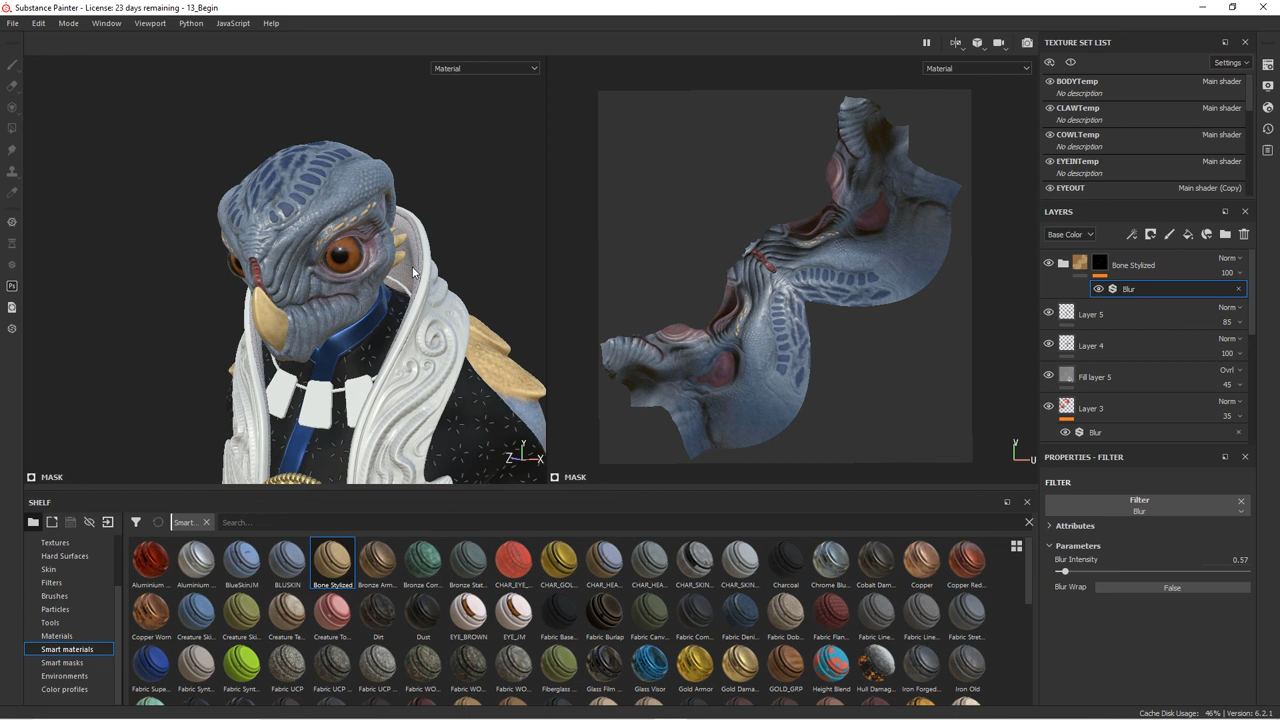 Substance Painter - License: 23 days remaining - 13_Begin
File Edit Mode Window Viewport Python JavaScript Help
Material
Material
MASK
MASK
Y
Z X
V
U
TEXTURE SET LIST
Settings
BODYTemp Main shader
No description
CLAWTemp Main shader
No description
COWLTemp Main shader
No description
EYEINTemp Main shader
No description
EYEOUT Main shader (Copy)
LAYERS
Base Color
Bone Stylized Norm
100
Blur
Layer 5 Norm
85
Layer 4 Norm
100
Fill layer 5 Ovrl
45
Layer 3 Norm
35
Blur
PROPERTIES - FILTER
FILTER
Filter
Blur
Attributes
Parameters
Blur Intensity 0.57
Blur Wrap False
SHELF
Smart... Search...
Textures
Hard Surfaces
Skin
Filters
Brushes
Particles
Tools
Materials
Smart materials
Smart masks
Environments
Color profiles
Aluminium ... Aluminium ... BlueSkinJM BLUSKIN Bone Stylized Bronze Arm... Bronze Corr... Bronze Stat... CHAR_EYE_... CHAR_GOL... CHAR_HEA... CHAR_HEA... CHAR_SKIN... CHAR_SKIN... Charcoal Chrome Blu... Cobalt Dam... Copper Copper Red...
Copper Worn Creature Ski... Creature Ski... Creature Te... Creature To... Dirt Dust EYE_BROWN EYE_JM Fabric Base... Fabric Burlap Fabric Canv... Fabric Com... Fabric Deni... Fabric Dob... Fabric Flan... Fabric Line... Fabric Line... Fabric Stret...
Fabric Supe... Fabric Synt... Fabric Synt... Fabric UCP Fabric UCP ... Fabric UCP ... Fabric WO... Fabric WO... Fabric WO... Fiberglass ... Glass Film ... Glass Visor Gold Armor Gold Dama... GOLD_GRP Height Blend Hull Damag... Iron Forged... Iron Old
Cache Disk Usage: 46% | Version: 6.2.1
Ps